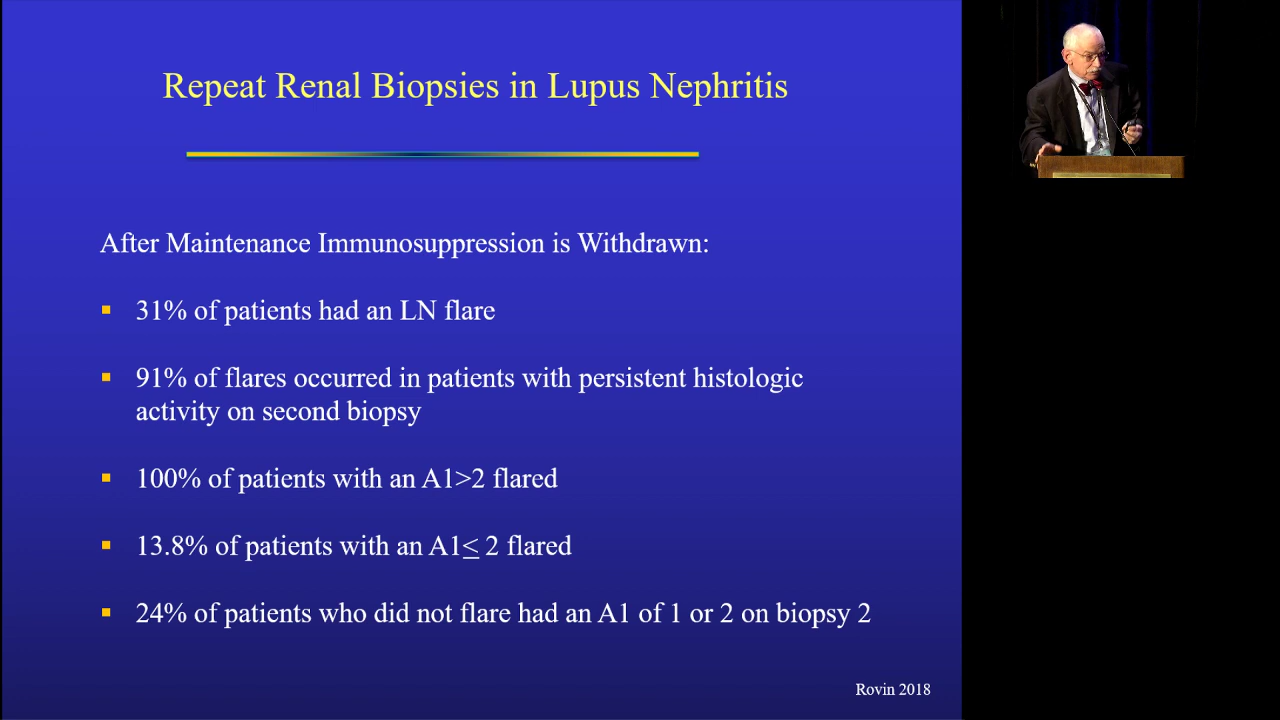 Repeat Renal Biopsies in Lupus Nephritis
After Maintenance Immunosuppression is Withdrawn:
▪ 31% of patients had an LN flare
▪ 91% of flares occurred in patients with persistent histologic
activity on second biopsy
▪ 100% of patients with an A1>2 flared
▪ 13.8% of patients with an A1≤ 2 flared
▪ 24% of patients who did not flare had an A1 of 1 or 2 on biopsy 2
Rovin 2018